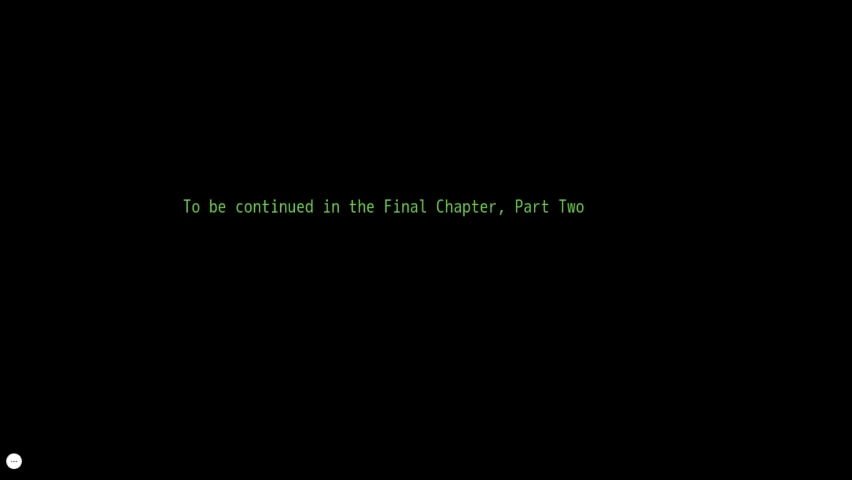 To be continued in the Final Chapter, Part Two